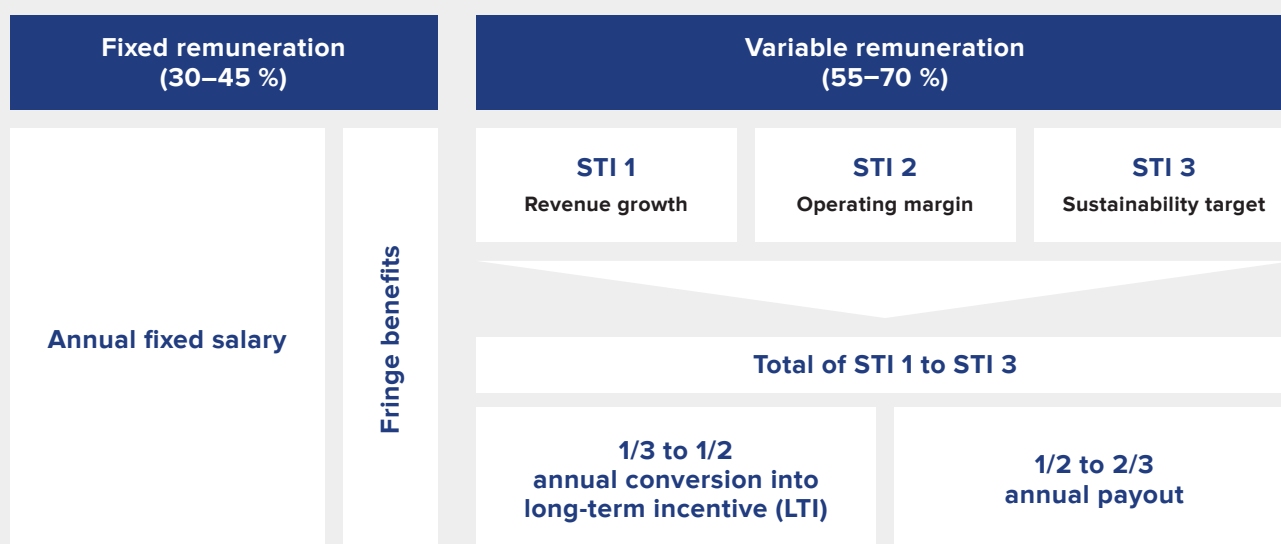 Fixed remuneration
(30–45 %)
Variable remuneration
(55–70 %)
Annual fixed salary
Fringe benefits
STI 1
Revenue growth
STI 2
Operating margin
STI 3
Sustainability target
Total of STI 1 to STI 3
1/3 to 1/2
annual conversion into
long-term incentive (LTI)
1/2 to 2/3
annual payout